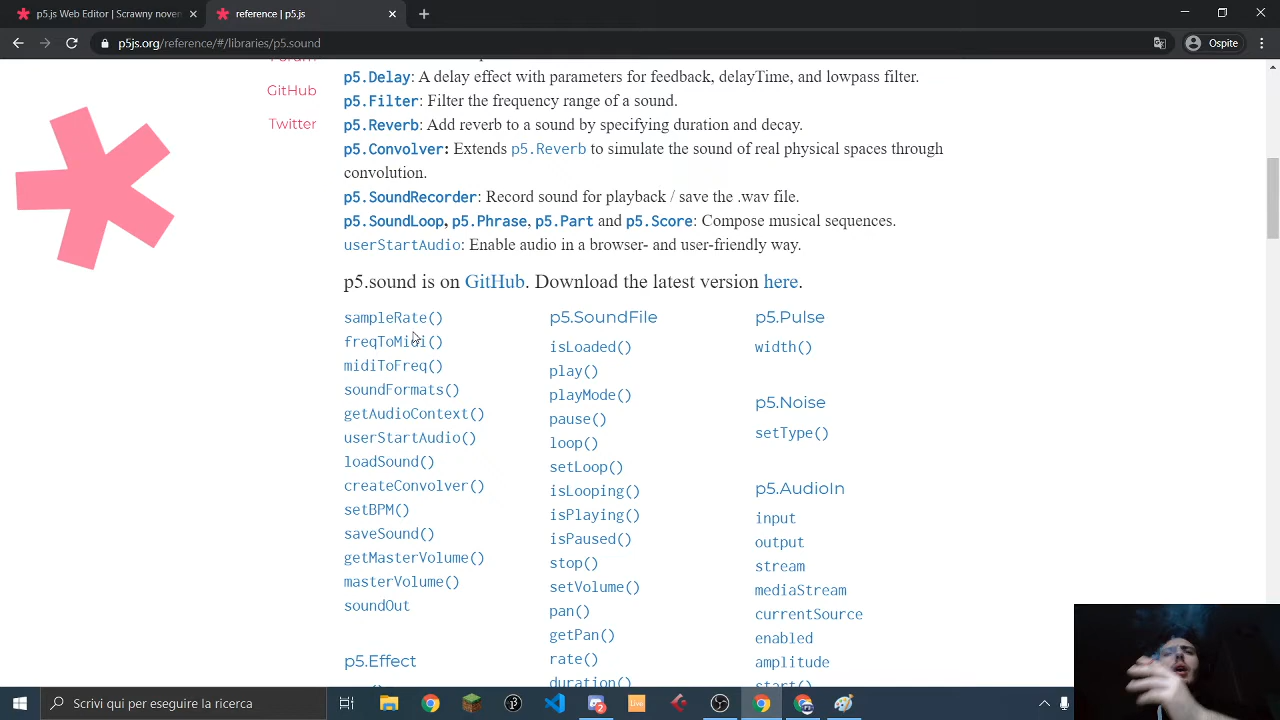 p5.js Web Editor | Scrawny noven
reference | p5.js
p5js.org/reference/#/libraries/p5.sound
Ospite
GitHub
Twitter
p5.Delay: A delay effect with parameters for feedback, delayTime, and lowpass filter.
p5.Filter: Filter the frequency range of a sound.
p5.Reverb: Add reverb to a sound by specifying duration and decay.
p5.Convolver: Extends p5.Reverb to simulate the sound of real physical spaces through
convolution.
p5.SoundRecorder: Record sound for playback / save the .wav file.
p5.SoundLoop, p5.Phrase, p5.Part and p5.Score: Compose musical sequences.
userStartAudio: Enable audio in a browser- and user-friendly way.
p5.sound is on GitHub. Download the latest version here.
sampleRate()
freqToMidi()
midiToFreq()
soundFormats()
getAudioContext()
userStartAudio()
loadSound()
createConvolver()
setBPM()
saveSound()
getMasterVolume()
masterVolume()
soundOut
p5.Effect
p5.SoundFile
isLoaded()
play()
playMode()
pause()
loop()
setLoop()
isLooping()
isPlaying()
isPaused()
stop()
setVolume()
pan()
getPan()
rate()
duration()
p5.Pulse
width()
p5.Noise
setType()
p5.AudioIn
input
output
stream
mediaStream
currentSource
enabled
amplitude
start()
Scrivi qui per eseguire la ricerca
Live